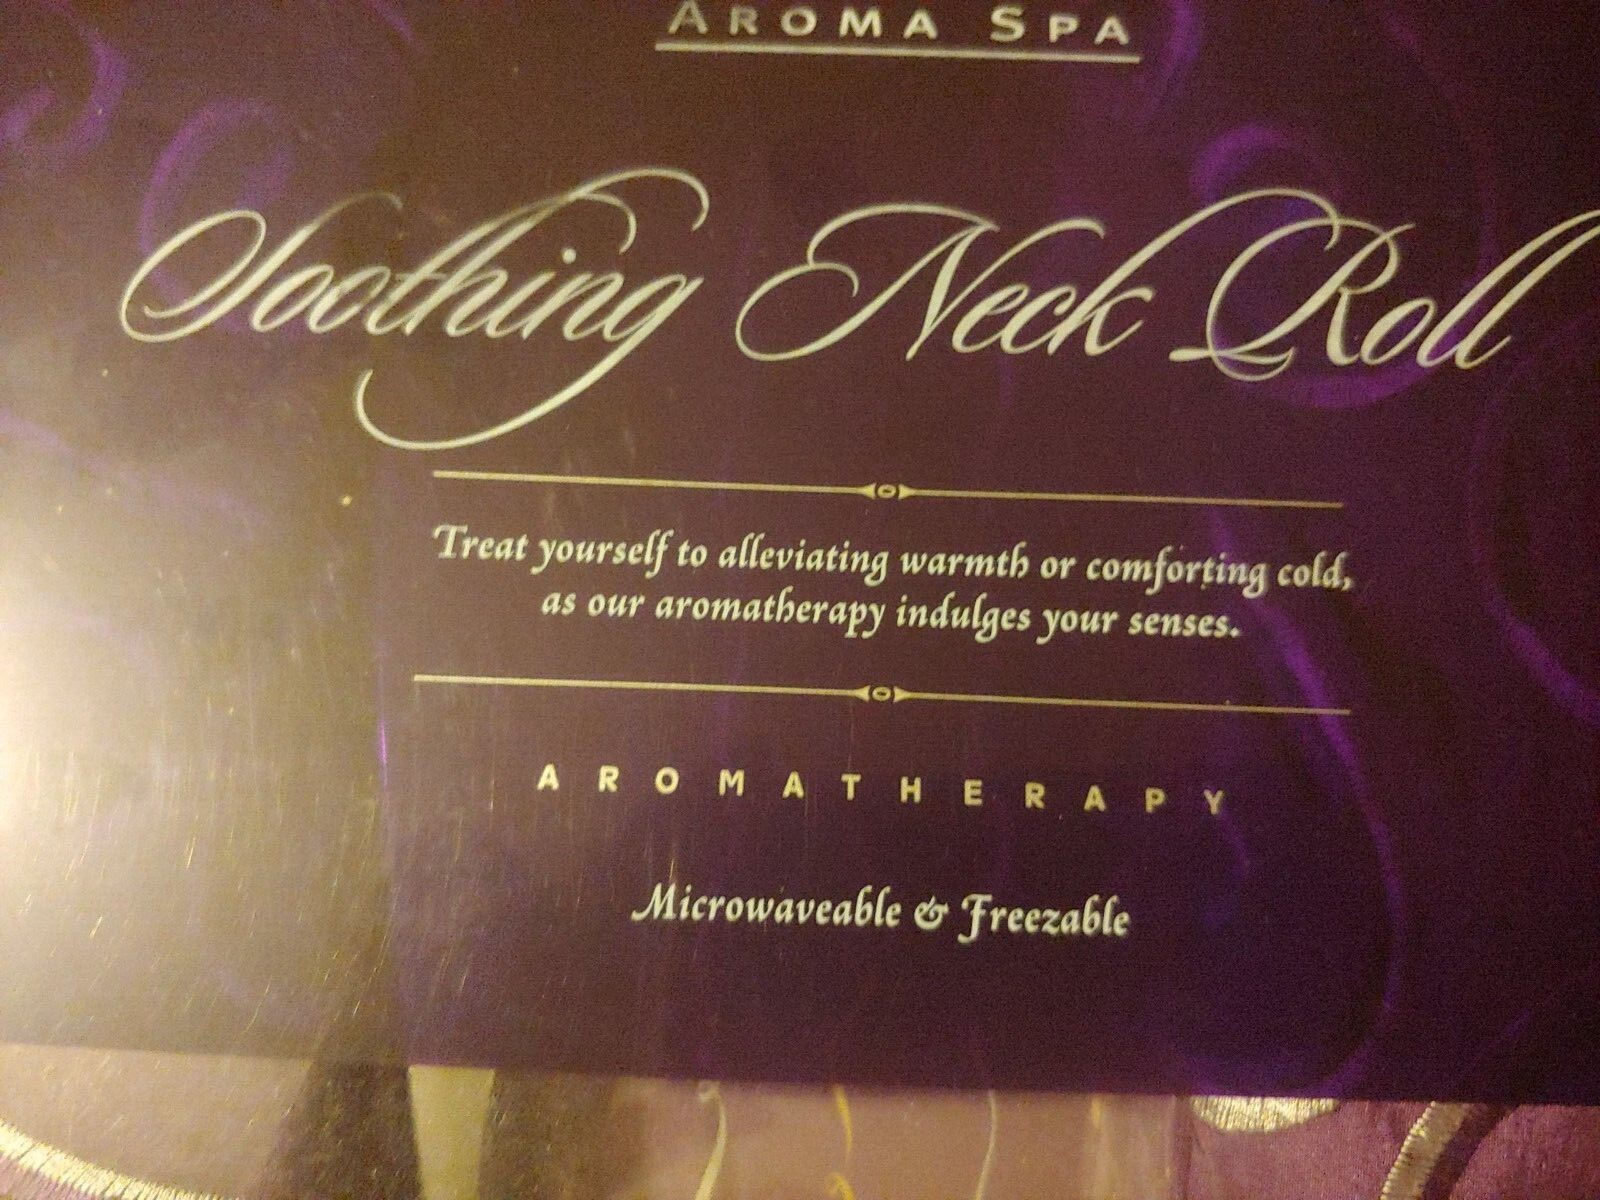 AROMA SPA
Soothing Neck Roll
Treat yourself to alleviating warmth or comforting cold,
as our aromatherapy indulges your senses.
AROMATHERAPY
Microwaveable & Freezable